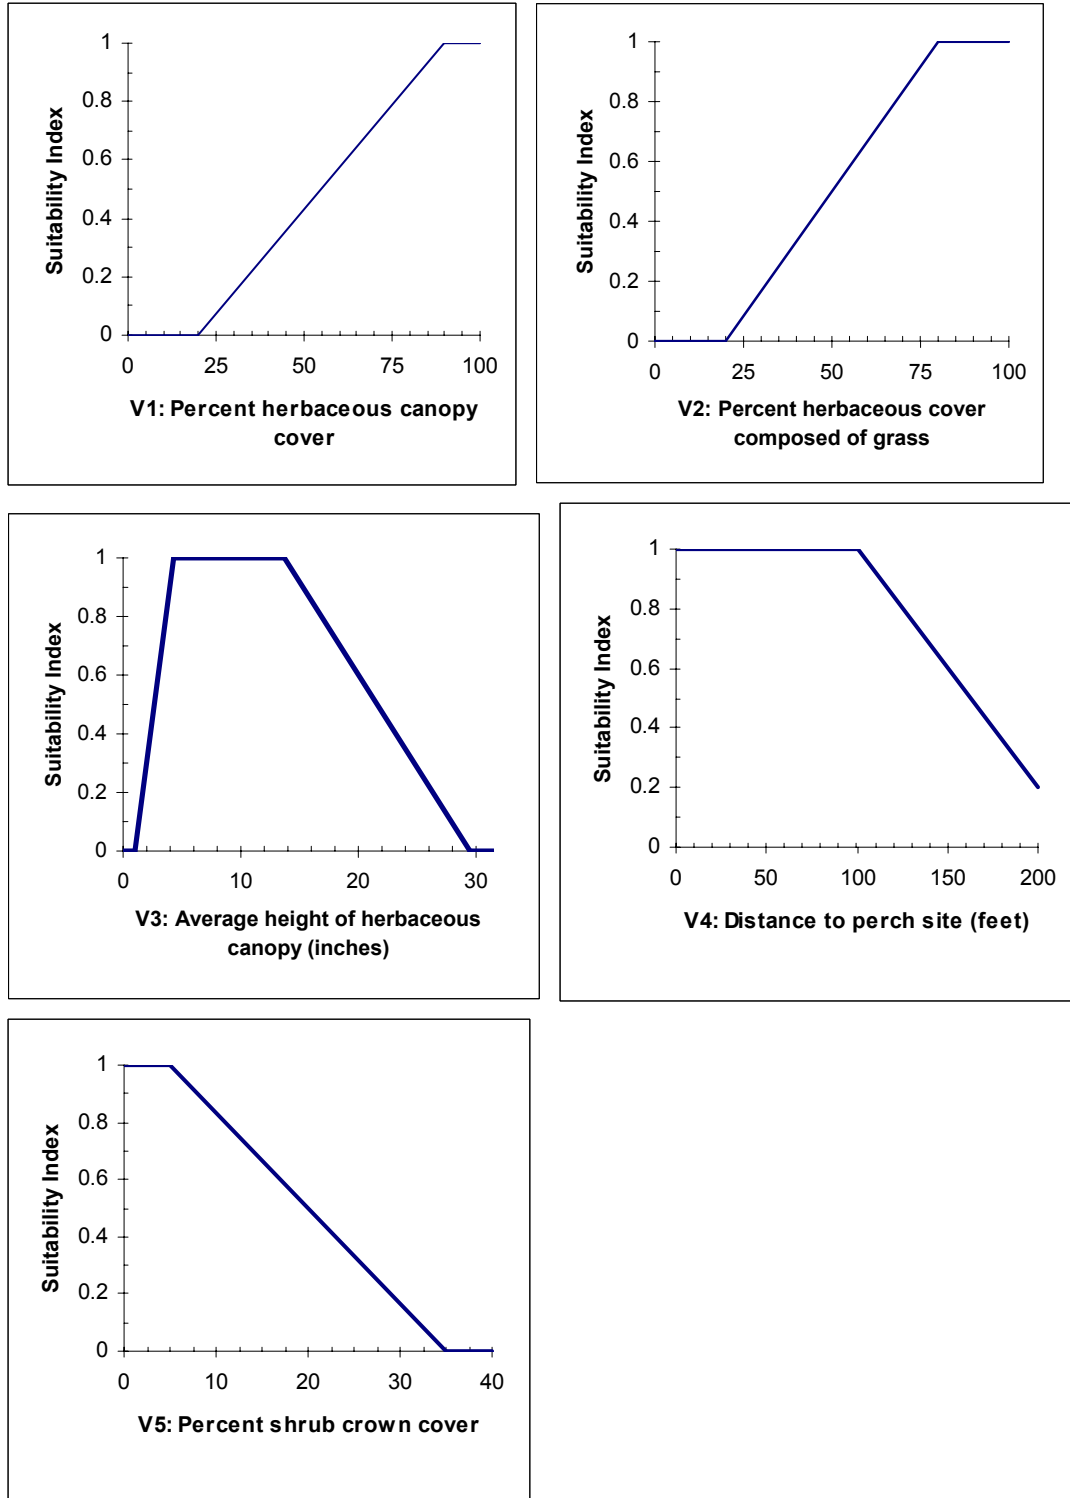 Suitability Index
1
0.8
0.6
0.4
0.2
0
0 25 50 75 100
V1: Percent herbaceous canopy
cover
Suitability Index
1
0.8
0.6
0.4
0.2
0
0 25 50 75 100
V2: Percent herbaceous cover
composed of grass
Suitability Index
1
0.8
0.6
0.4
0.2
0
0 10 20 30
V3: Average height of herbaceous
canopy (inches)
Suitability Index
1
0.8
0.6
0.4
0.2
0
0 50 100 150 200
V4: Distance to perch site (feet)
Suitability Index
1
0.8
0.6
0.4
0.2
0
0 10 20 30 40
V5: Percent shrub crown cover